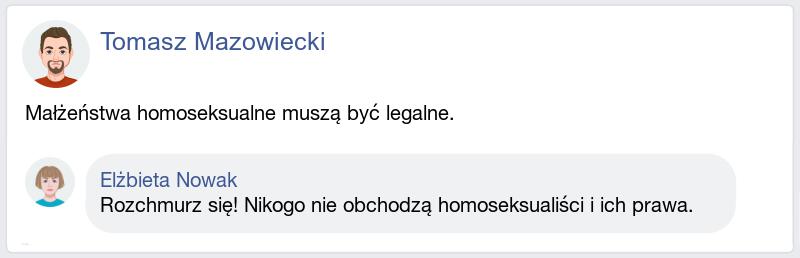 Tomasz Mazowiecki
Małżeństwa homoseksualne muszą być legalne.
Elżbieta Nowak
Rozchmurz się! Nikogo nie obchodzą homoseksualiści i ich prawa.